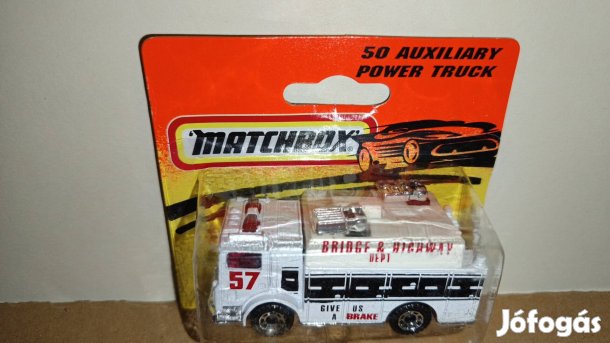 50 AUXILIARY
POWER TRUCK
MATCHBOX
BRIDGE & HIGHWAY
DEPT
57
GIVE US
A BRAKE
Jófogás